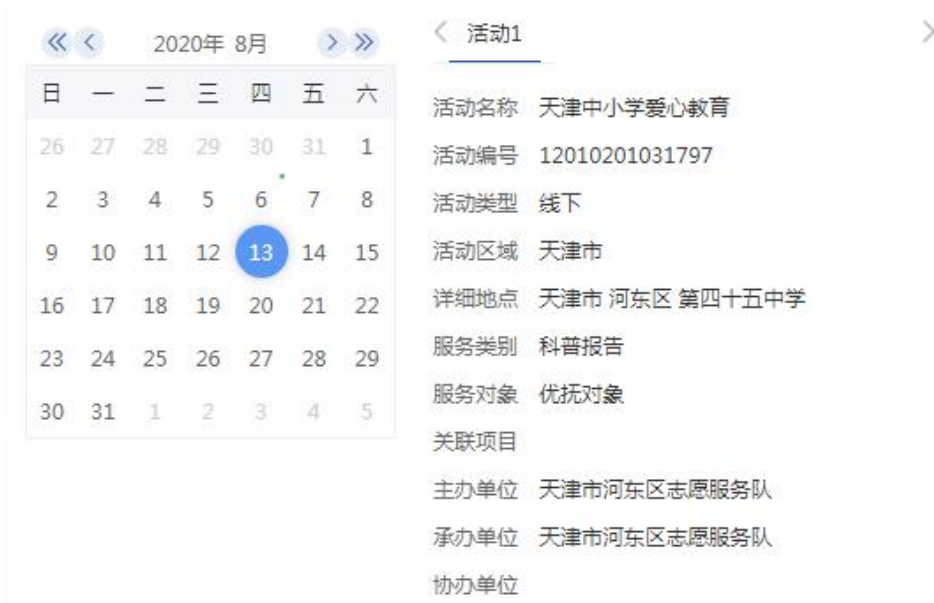 2020年 8月
日 一 二 三 四 五 六
26 27 28 29 30 31 1
2 3 4 5 6 7 8
9 10 11 12 13 14 15
16 17 18 19 20 21 22
23 24 25 26 27 28 29
30 31 1 2 3 4 5
活动1
活动名称 天津中小学爱心教育
活动编号 12010201031797
活动类型 线下
活动区域 天津市
详细地点 天津市 河东区 第四十五中学
服务类别 科普报告
服务对象 优抚对象
关联项目
主办单位 天津市河东区志愿服务队
承办单位 天津市河东区志愿服务队
协办单位